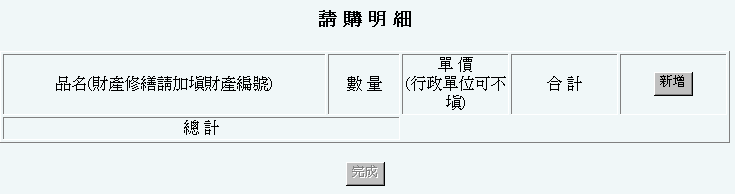 請 購 明 細
品名(財產修繕請加填財產編號)
數 量
單 價
(行政單位可不
填)
合 計
新增
總 計
完成